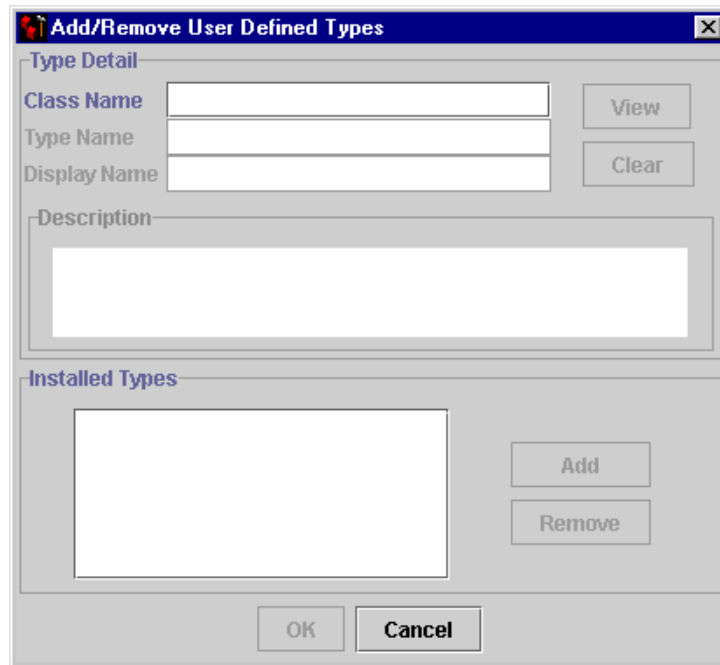 Add/Remove User Defined Types
Type Detail
Class Name
View
Type Name
Display Name
Clear
Description
Installed Types
Add
Remove
OK
Cancel